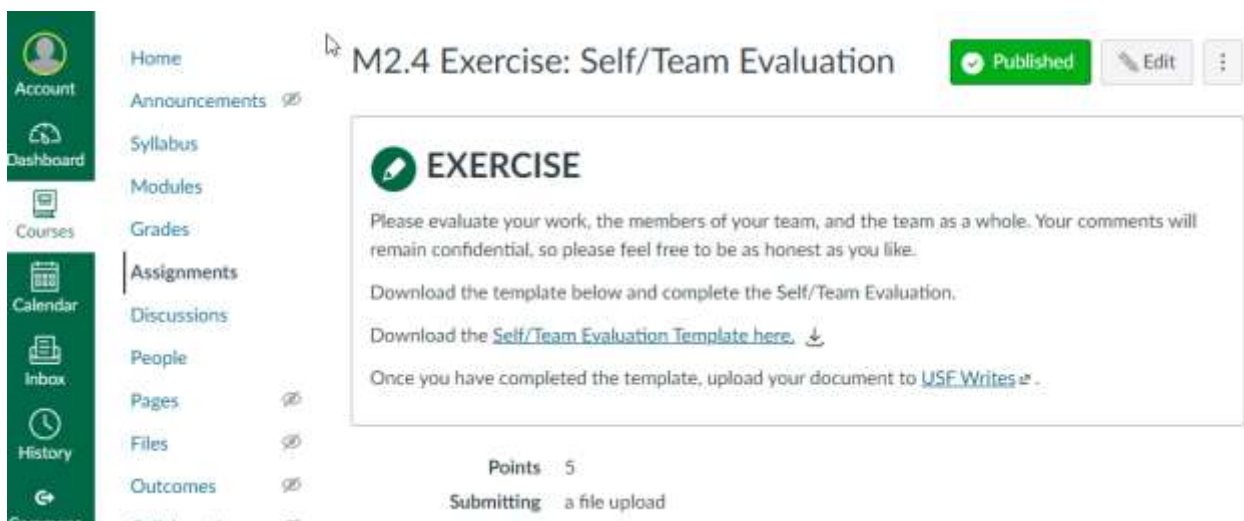 Account
Dashboard
Courses
Calendar
Inbox
History
Home
Announcements
Syllabus
Modules
Grades
Assignments
Discussions
People
Pages
Files
Outcomes
M2.4 Exercise: Self/Team Evaluation
Published
Edit
EXERCISE
Please evaluate your work, the members of your team, and the team as a whole. Your comments will
remain confidential, so please feel free to be as honest as you like.
Download the template below and complete the Self/Team Evaluation.
Download the Self/Team Evaluation Template here.
Once you have completed the template, upload your document to USF Writes.
Points 5
Submitting a file upload